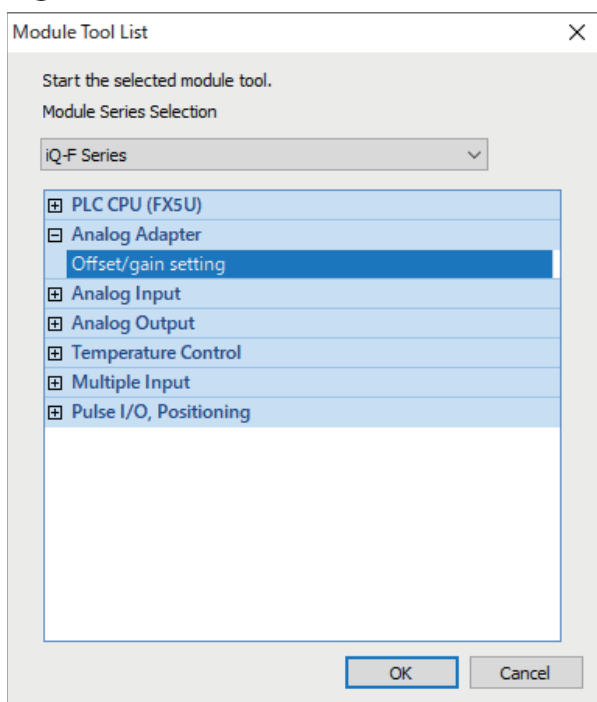 Module Tool List
Start the selected module tool.
Module Series Selection
iQ-F Series
PLC CPU (FX5U)
Analog Adapter
Offset/gain setting
Analog Input
Analog Output
Temperature Control
Multiple Input
Pulse I/O, Positioning
OK Cancel